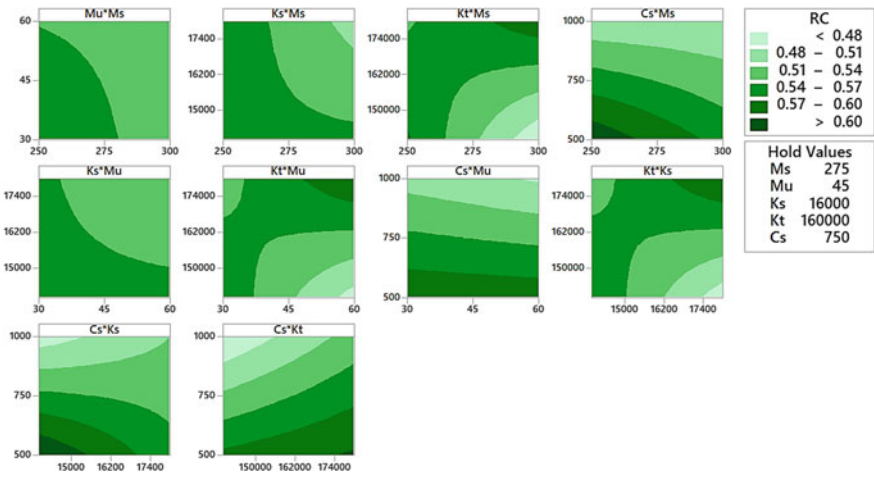 Mu*Ms Ks*Ms Kt*Ms Cs*Ms RC
60 17400 174000 1000
< 0.48
0.48 – 0.51
45 16200 162000 750
0.51 – 0.54
0.54 – 0.57
15000 150000
0.57 – 0.60
30 500
> 0.60
250 275 300 250 275 300 250 275 300 250 275 300
Hold Values
Ms 275
Mu 45
Ks 16000
Kt 160000
Cs 750
Ks*Mu Kt*Mu Cs*Mu Kt*Ks
17400 174000 1000 174000
16200 162000 750 162000
15000 150000 150000
500
30 45 60 30 45 60 30 45 60 15000 16200 17400
Cs*Ks Cs*Kt
1000 1000
750 750
500 500
15000 16200 17400 150000 162000 174000